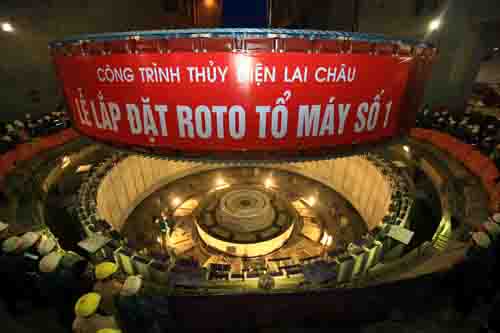 CÔNG TRÌNH THỦY ĐIỆN LAI CHÂU
LỄ LẮP ĐẶT ROTO TỔ MÁY SỐ 1